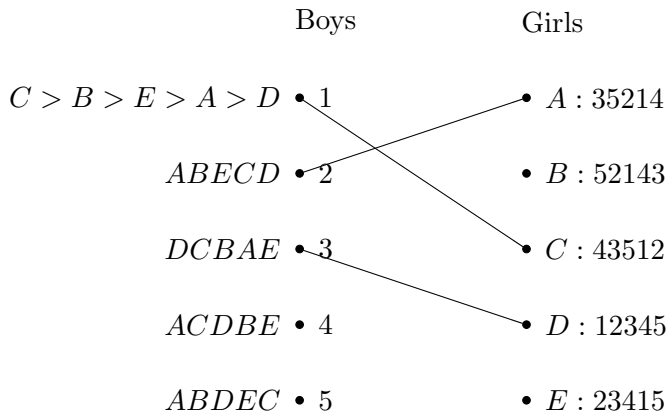 Boys Girls
C > B > E > A > D 1 A : 35214
ABECD 2 B : 52143
DCBAE 3 C : 43512
ACDBE 4 D : 12345
ABDEC 5 E : 23415